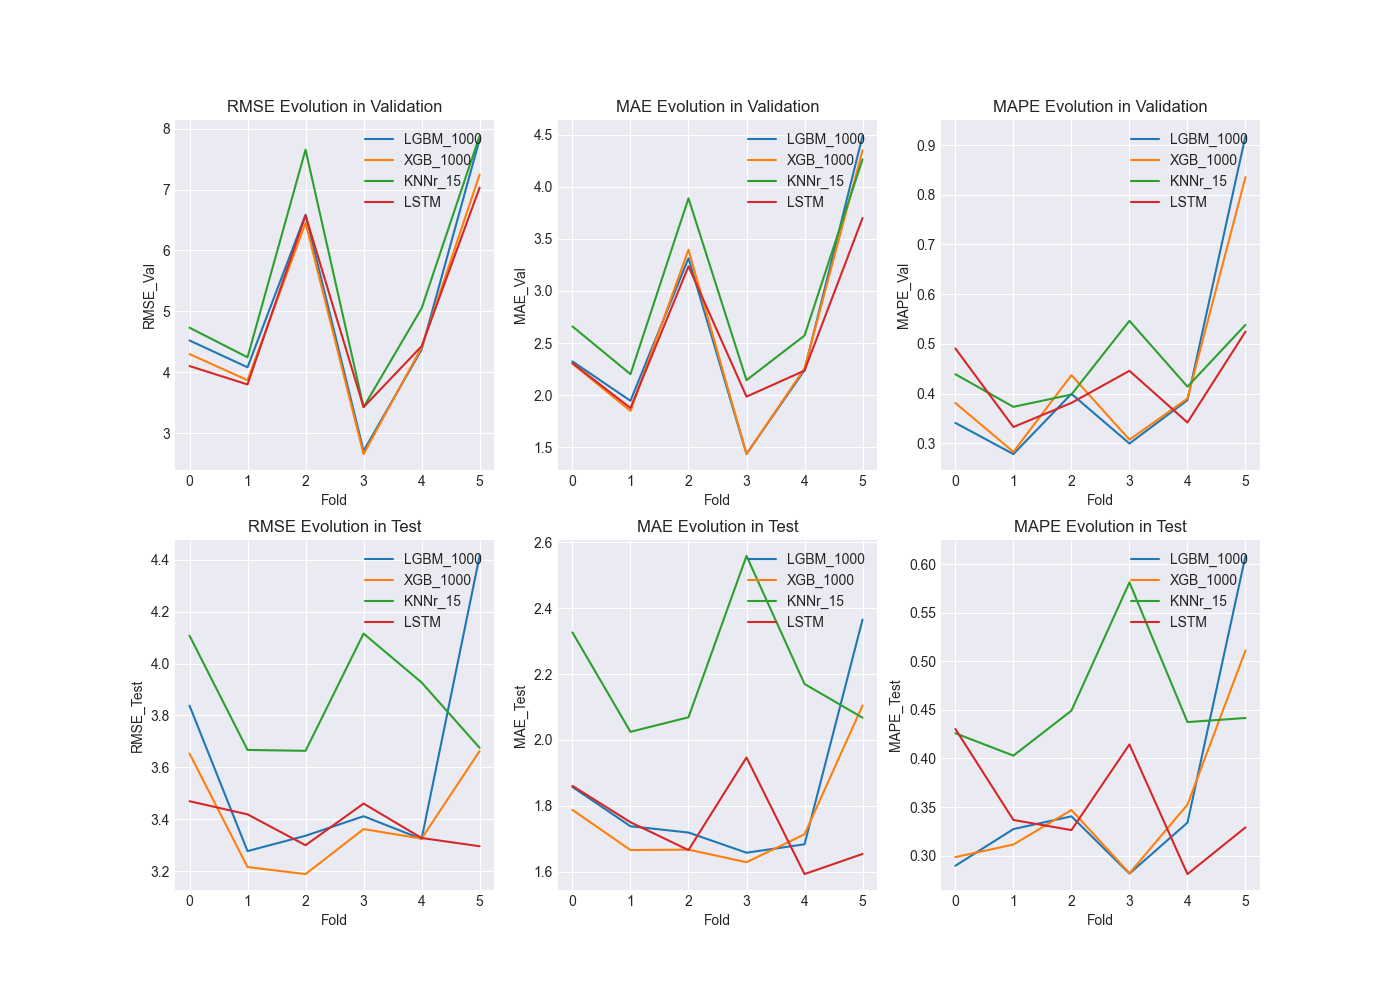 RMSE Evolution in Validation
8
7
6
5
4
3
RMSE_Val
LGBM_1000
XGB_1000
KNNr_15
LSTM
0 1 2 3 4 5
Fold
MAE Evolution in Validation
4.5
4.0
3.5
3.0
2.5
2.0
1.5
MAE_Val
LGBM_1000
XGB_1000
KNNr_15
LSTM
0 1 2 3 4 5
Fold
MAPE Evolution in Validation
0.9
0.8
0.7
0.6
0.5
0.4
0.3
MAPE_Val
LGBM_1000
XGB_1000
KNNr_15
LSTM
0 1 2 3 4 5
Fold
RMSE Evolution in Test
4.4
4.2
4.0
3.8
3.6
3.4
3.2
RMSE_Test
LGBM_1000
XGB_1000
KNNr_15
LSTM
0 1 2 3 4 5
Fold
MAE Evolution in Test
2.6
2.4
2.2
2.0
1.8
1.6
MAE_Test
LGBM_1000
XGB_1000
KNNr_15
LSTM
0 1 2 3 4 5
Fold
MAPE Evolution in Test
0.60
0.55
0.50
0.45
0.40
0.35
0.30
MAPE_Test
LGBM_1000
XGB_1000
KNNr_15
LSTM
0 1 2 3 4 5
Fold